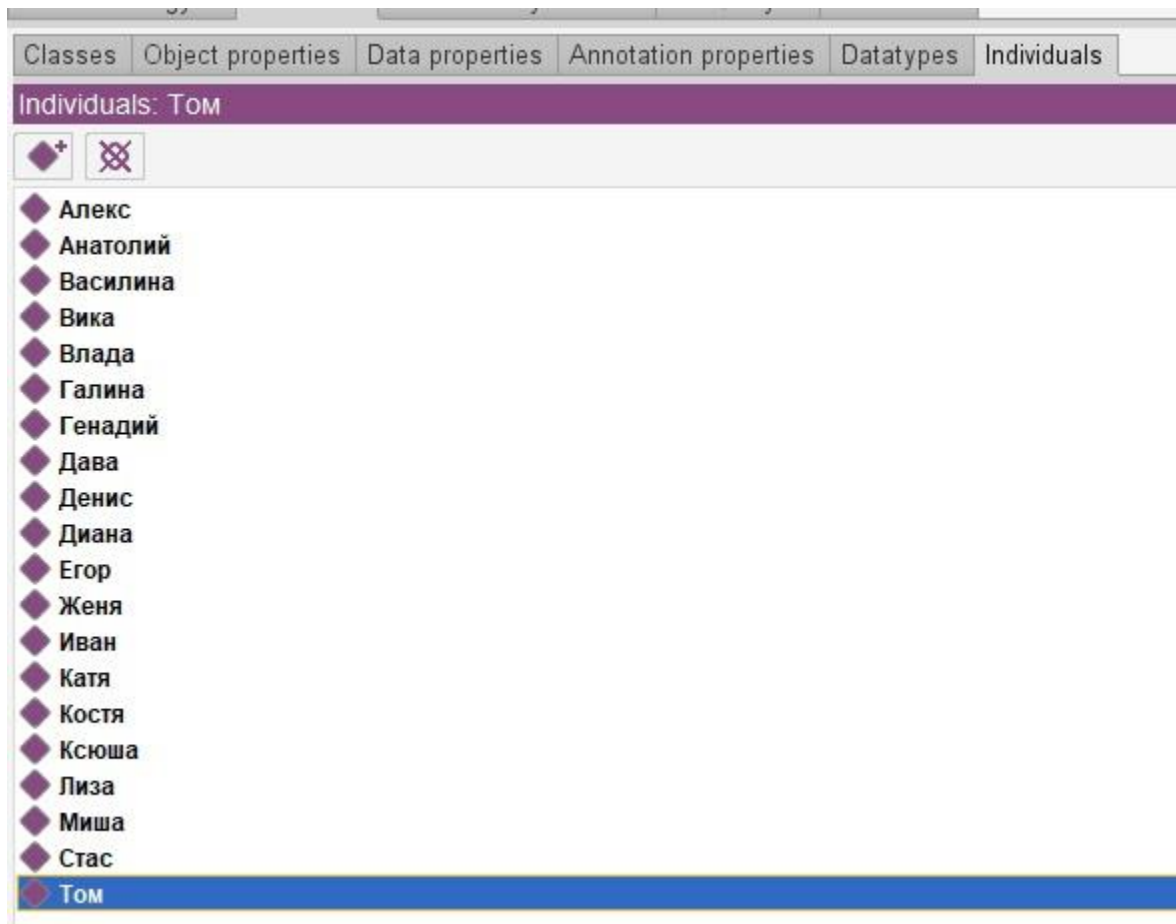 Classes Object properties Data properties Annotation properties Datatypes Individuals
Individuals: Том
Алекс
Анатолий
Василина
Вика
Влада
Галина
Генадий
Дава
Денис
Диана
Егор
Женя
Иван
Катя
Костя
Ксюша
Лиза
Миша
Стас
Том